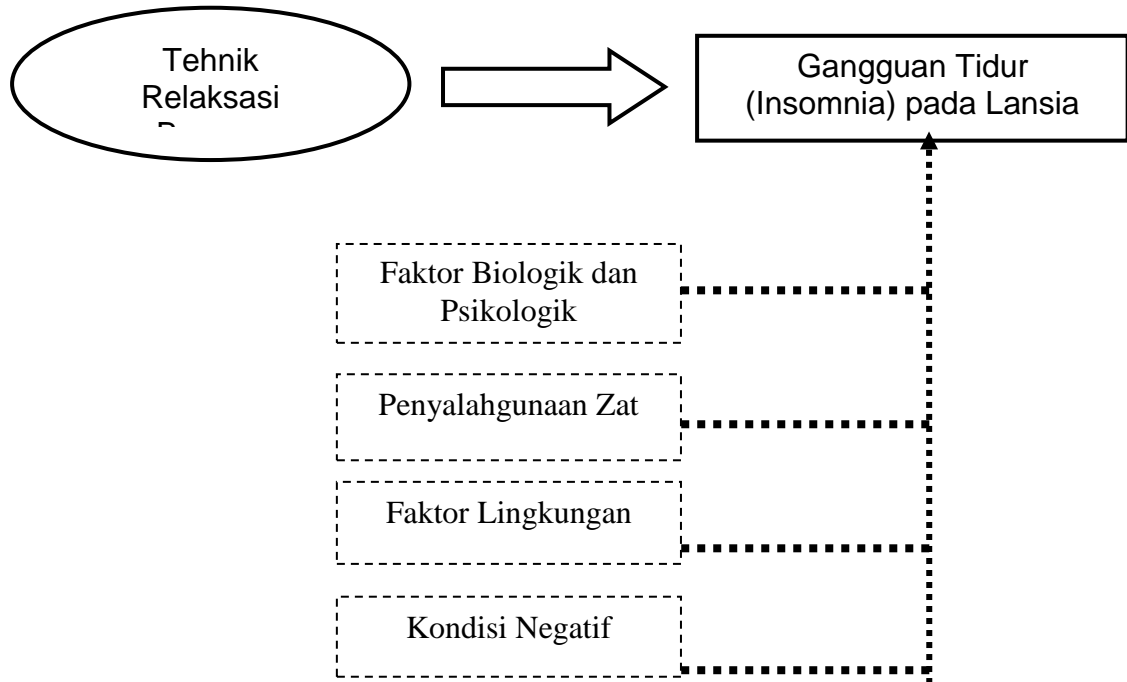 Tehnik
Relaksasi
Gangguan Tidur
(Insomnia) pada Lansia
Faktor Biologik dan
Psikologik
Penyalahgunaan Zat
Faktor Lingkungan
Kondisi Negatif